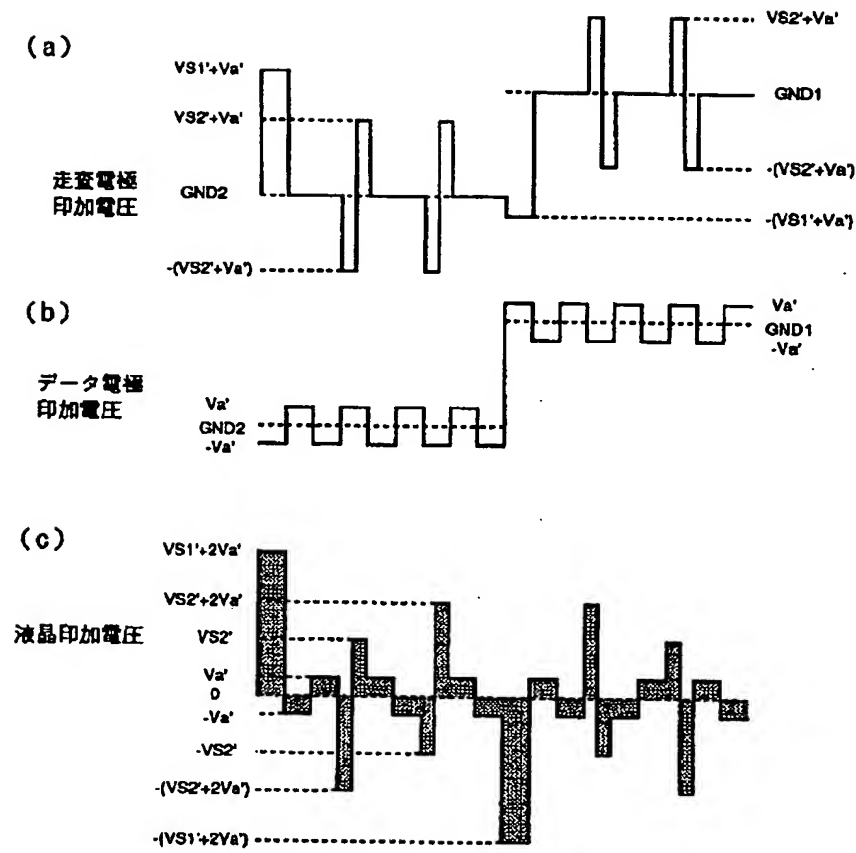 (a)
VS1'+Va'
VS2'+Va'
走査電極
印加電圧
GND2
-(VS2'+Va')
VS2'+Va'
GND1
-(VS2'+Va')
-(VS1'+Va')
(b)
データ電極
印加電圧
Va'
GND2
-Va'
Va'
GND1
-Va'
(c)
液晶印加電圧
VS1'+2Va'
VS2'+2Va'
VS2'
Va'
0
-Va'
-VS2'
-(VS2'+2Va')
-(VS1'+2Va')